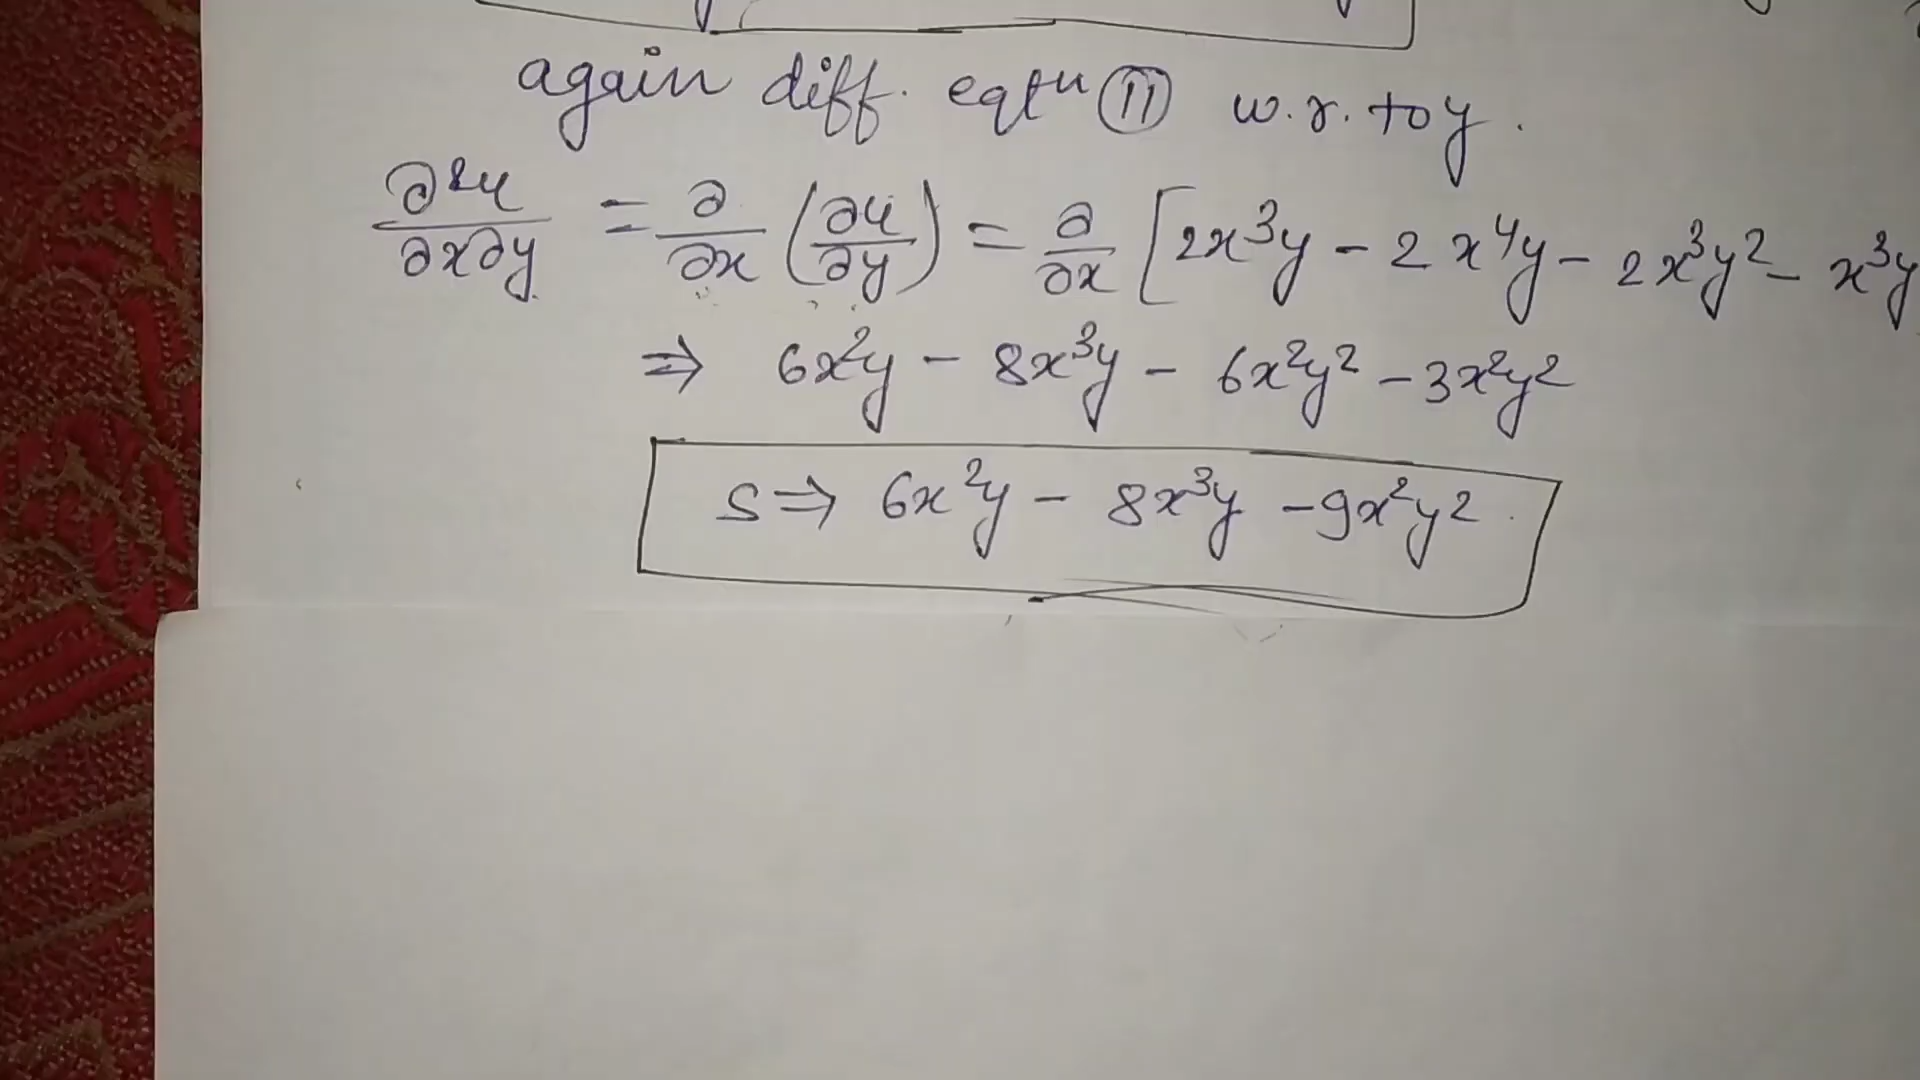 again diff. eqtn (11) w.r. to y.
∂²u/∂x∂y = ∂/∂x (∂u/∂y) = ∂/∂x [2x³y - 2x⁴y - 2x³y² - x³y
⇒ 6x²y - 8x³y - 6x²y² - 3x²y²
S ⇒ 6x²y - 8x³y - 9x²y²